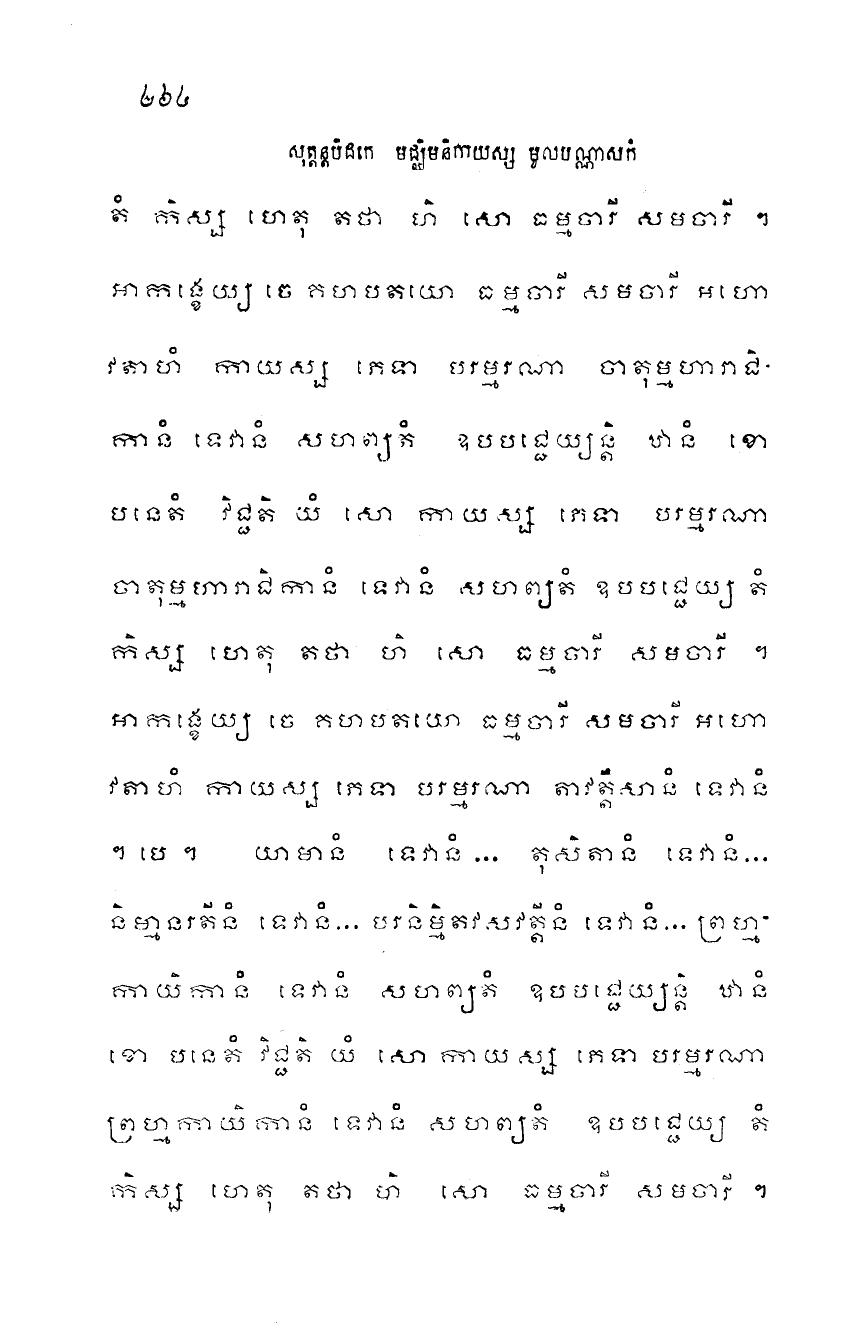 ២៦៤
សុត្តន្តបិដកេ មជ្ឈិមនិកាយស្ស មូលបណ្ណាសកំ
តំ កិស្ស ហេតុ តថា ហិ សោ ធម្មចារី សមចារី ។
អាកង្ខេយ្យ ចេ គហបតយោ ធម្មចារី សមចារី អហោ
វតាហំ កាយស្ស ភេទា បរម្មរណា ចាតុម្មហារាជិ-
កានំ ទេវានំ សហព្យតំ ឧបបជ្ជេយ្យន្តិ ឋានំ ខោ
បនេតំ វិជ្ជតិ យំ សោ កាយស្ស ភេទា បរម្មរណា
ចាតុម្មហារាជិកានំ ទេវានំ សហព្យតំ ឧបបជ្ជេយ្យ តំ
កិស្ស ហេតុ តថា ហិ សោ ធម្មចារី សមចារី ។
អាកង្ខេយ្យ ចេ គហបតយោ ធម្មចារី សមចារី អហោ
វតាហំ កាយស្ស ភេទា បរម្មរណា តាវត្តឹសានំ ទេវានំ
។ បេ ។ យាមានំ ទេវានំ... តុសិតានំ ទេវានំ...
និម្មានរតីនំ ទេវានំ... បរនិម្មិតវសវត្តីនំ ទេវានំ... ព្រហ្ម-
កាយិកានំ ទេវានំ សហព្យតំ ឧបបជ្ជេយ្យន្តិ ឋានំ
ខោ បនេតំ វិជ្ជតិ យំ សោ កាយស្ស ភេទា បរម្មរណា
ព្រហ្មកាយិកានំ ទេវានំ សហព្យតំ ឧបបជ្ជេយ្យ តំ
កិស្ស ហេតុ តថា ហិ សោ ធម្មចារី សមចារី ។